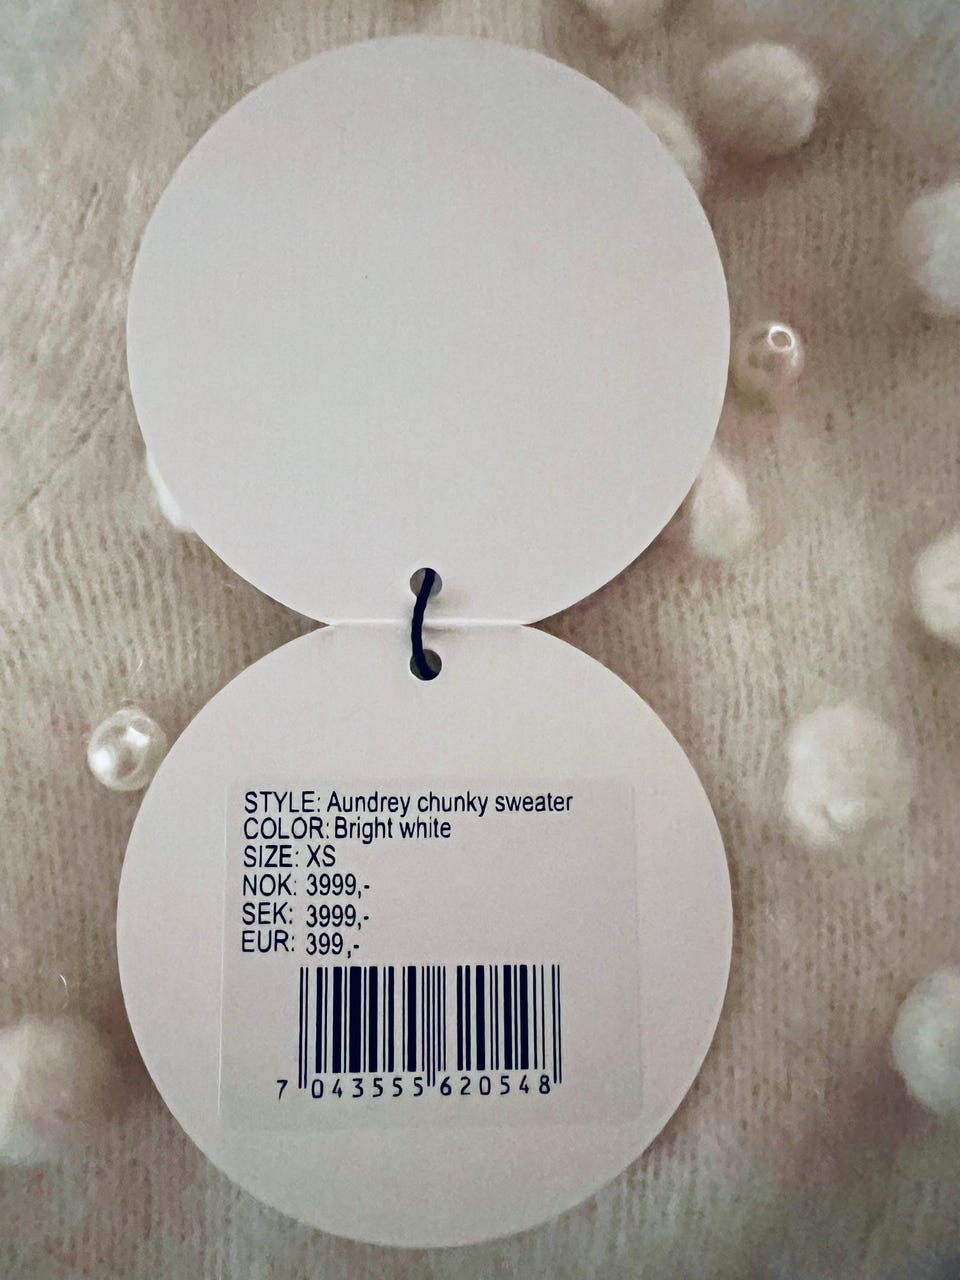 STYLE: Aundrey chunky sweater
COLOR: Bright white
SIZE: XS
NOK: 3999,-
SEK: 3999,-
EUR: 399,-
7 043555 620548